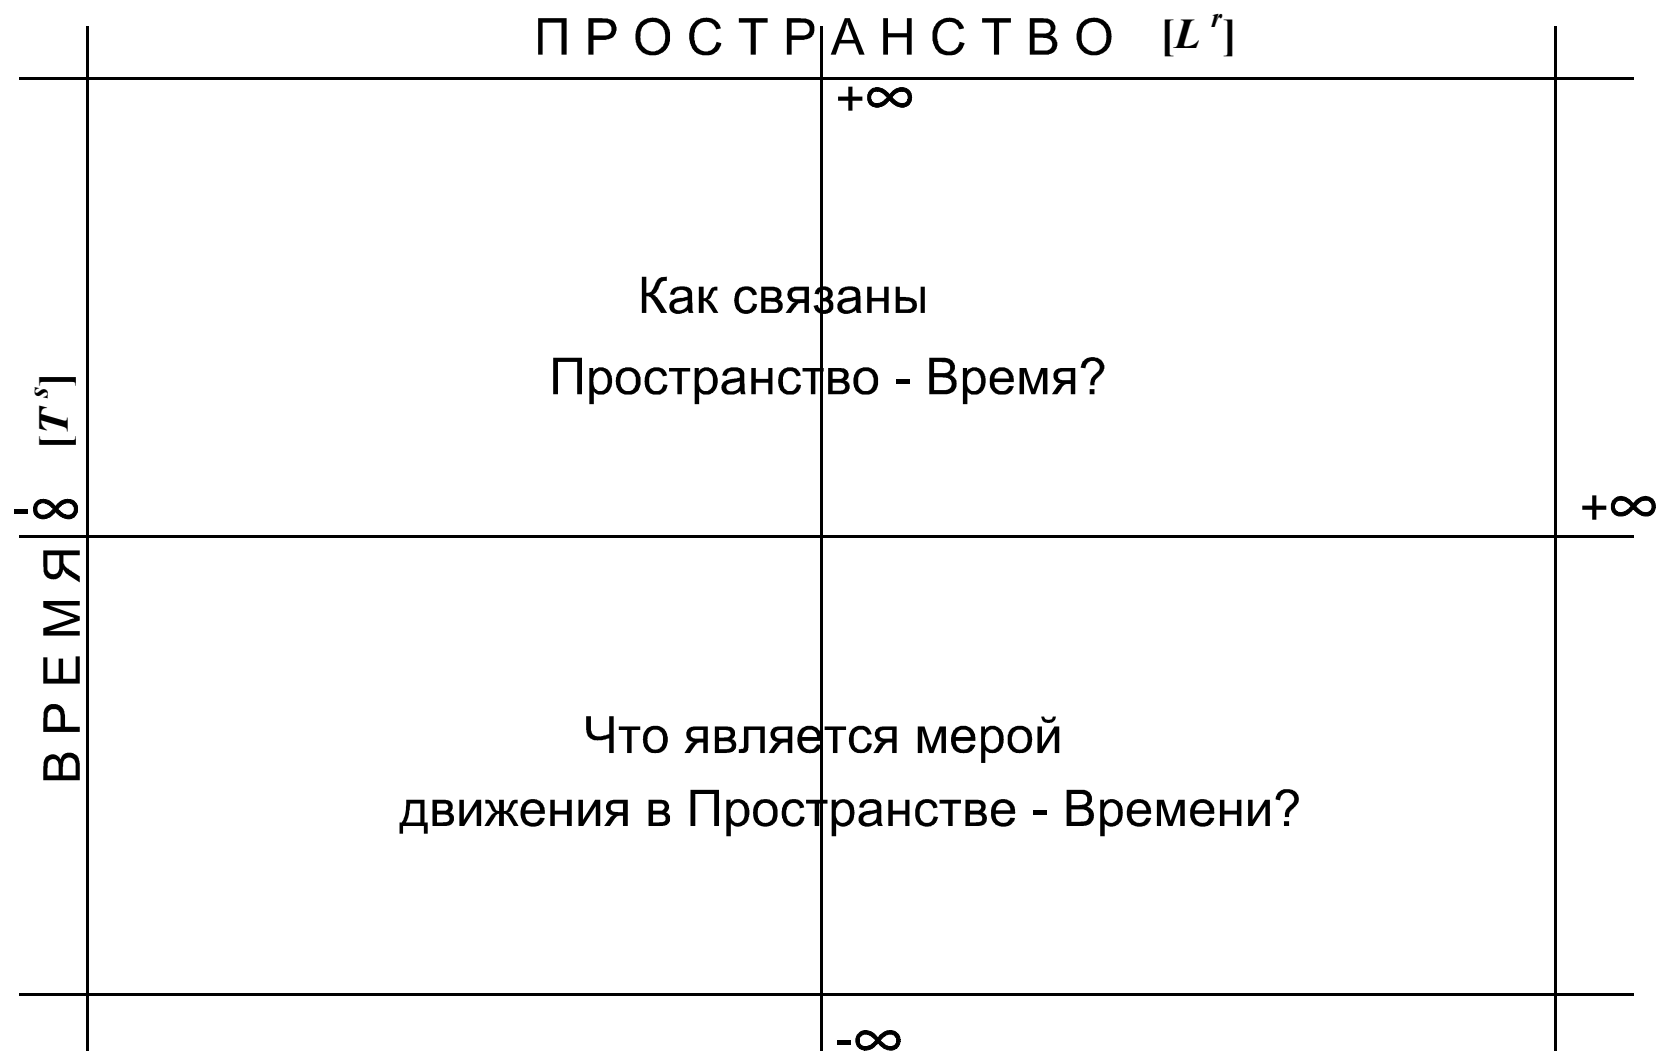 П Р О С Т Р А Н С Т В О [L^r]
+∞
Как связаны
Пространство - Время?
В Р Е М Я [T^s]
-∞
+∞
Что является мерой
движения в Пространстве - Времени?
-∞